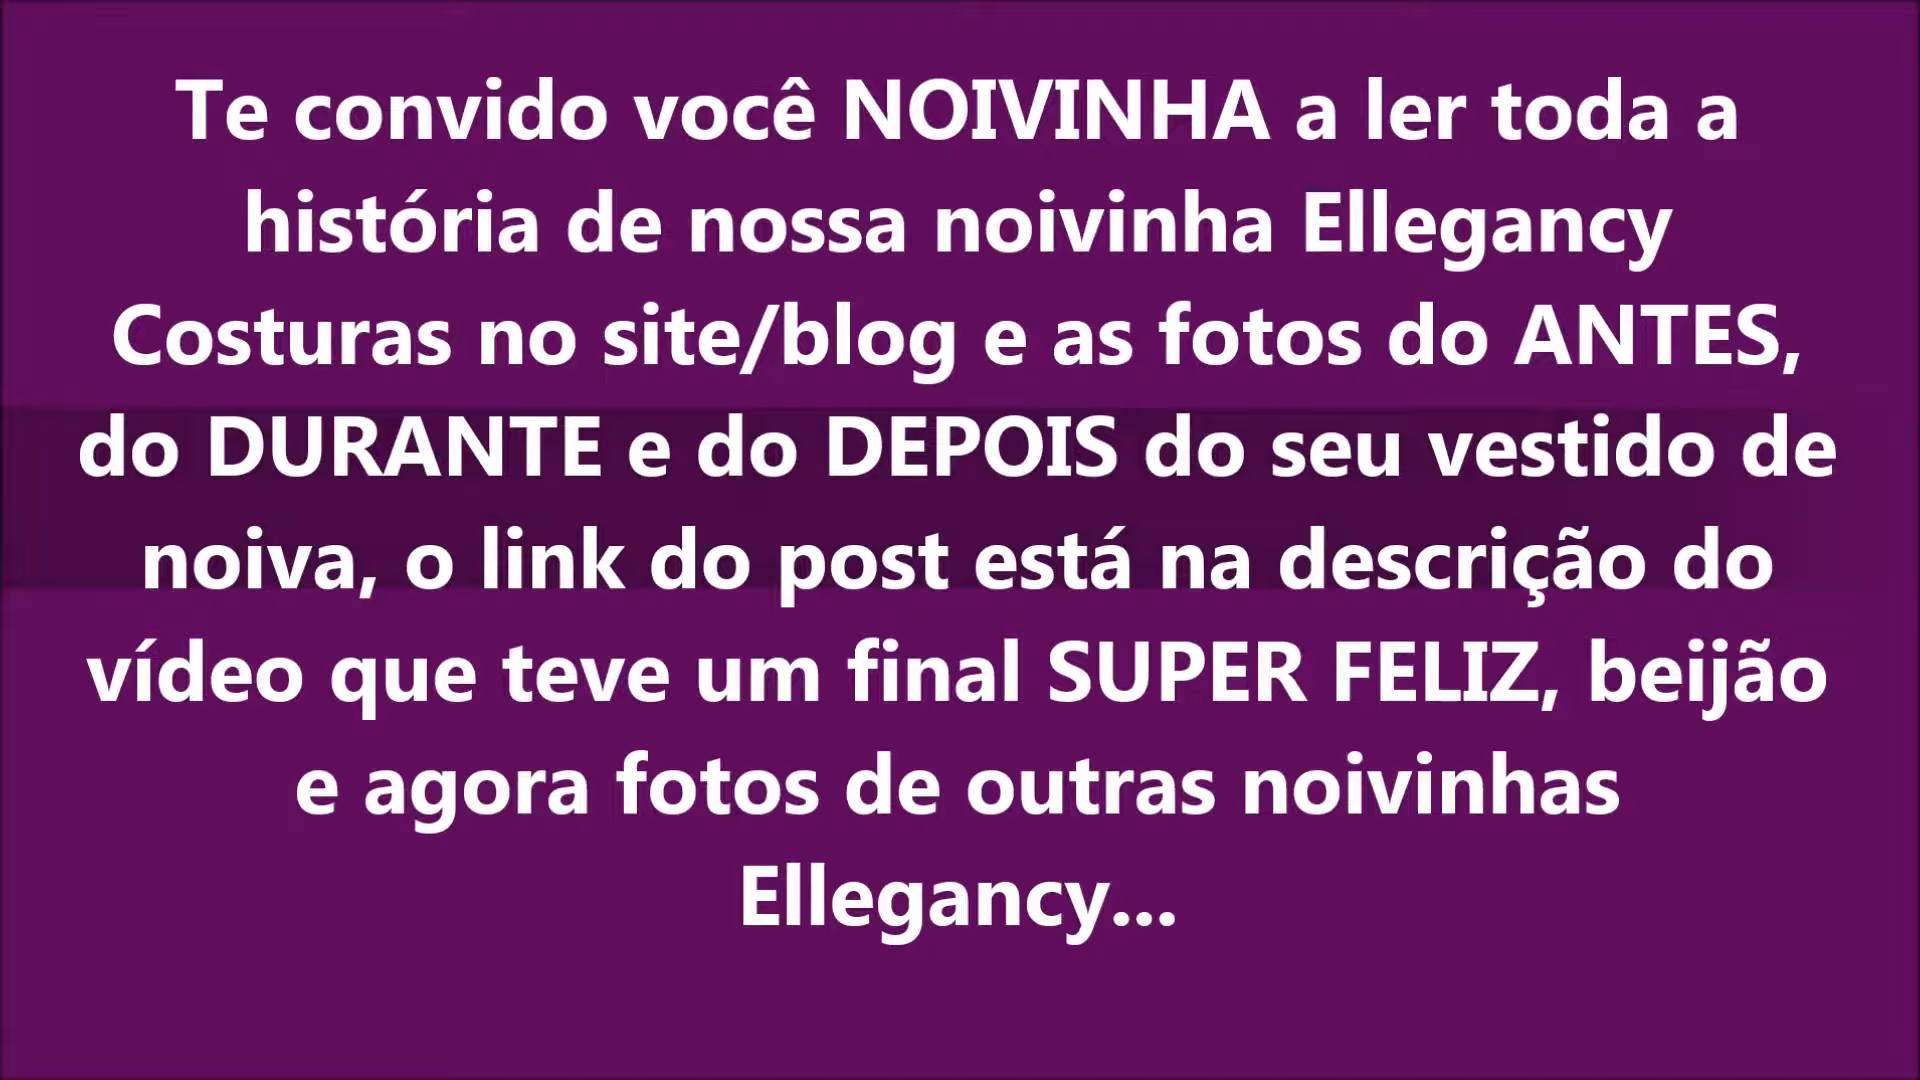 Te convido você NOIVINHA a ler toda a
história de nossa noivinha Ellegancy
Costuras no site/blog e as fotos do ANTES,
do DURANTE e do DEPOIS do seu vestido de
noiva, o link do post está na descrição do
vídeo que teve um final SUPER FELIZ, beijão
e agora fotos de outras noivinhas
Ellegancy...